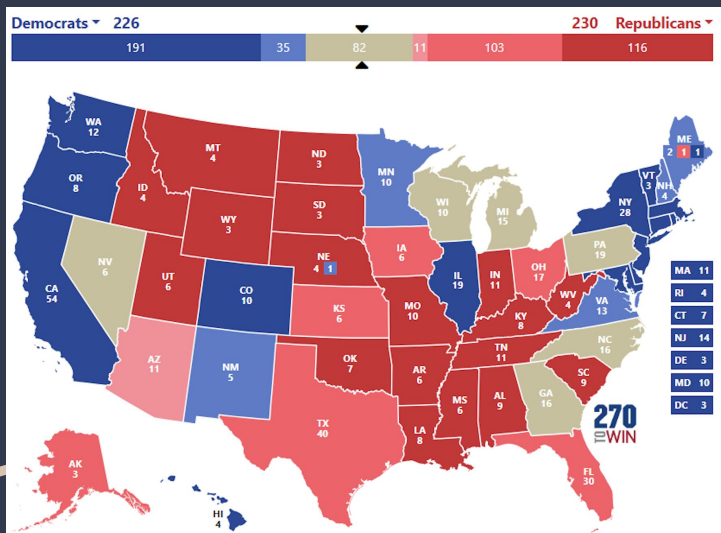 Democrats 226
230 Republicans
191 35 82 11 103 116
WA
12
OR
8
CA
54
NV
6
ID
4
MT
4
WY
3
UT
6
AZ
11
CO
10
NM
5
ND
3
SD
3
NE
4 1
KS
6
OK
7
TX
40
MN
10
IA
6
MO
10
AR
6
LA
8
WI
10
IL
19
MI
15
IN
11
OH
17
KY
8
TN
11
MS
6
AL
9
GA
16
FL
30
SC
9
NC
16
VA
13
WV
4
PA
19
NY
28
VT
3
NH
4
ME
2 1 1
MA 11
RI 4
CT 7
NJ 14
DE 3
MD 10
DC 3
AK
3
HI
4
270
TO WIN